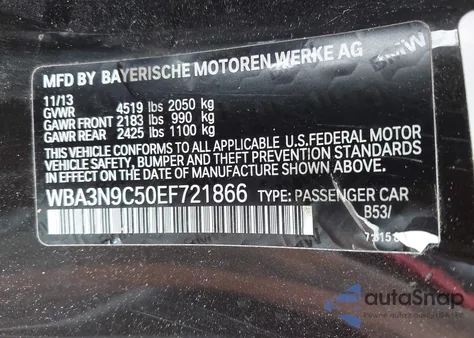 MFD BY BAYERISCHE MOTOREN WERKE AG
11/13
GVWR 4519 lbs 2050 kg
GAWR FRONT 2183 lbs 990 kg
GAWR REAR 2425 lbs 1100 kg
THIS VEHICLE CONFORMS TO ALL APPLICABLE U.S.FEDERAL MOTOR
VEHICLE SAFETY, BUMPER AND THEFT PREVENTION STANDARDS
IN EFFECT ON THE DATE OF MANUFACTURE SHOWN ABOVE.
WBA3N9C50EF721866 TYPE: PASSENGER CAR
B53/
autoSnap